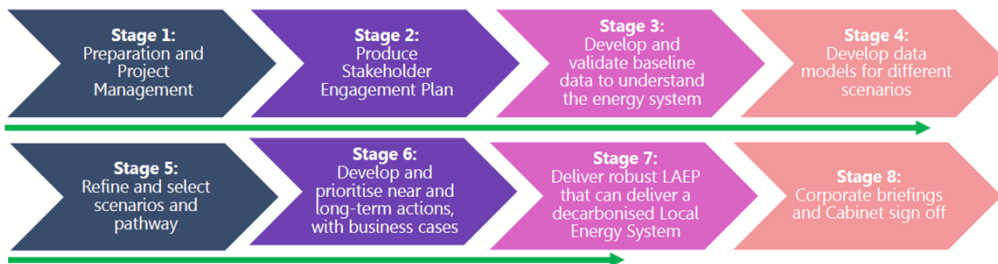 Stage 1:
Preparation and
Project
Management
Stage 2:
Produce
Stakeholder
Engagement Plan
Stage 3:
Develop and
validate baseline
data to understand
the energy system
Stage 4:
Develop data
models for different
scenarios
Stage 5:
Refine and select
scenarios and
pathway
Stage 6:
Develop and
prioritise near and
long-term actions,
with business cases
Stage 7:
Deliver robust LAEP
that can deliver a
decarbonised Local
Energy System
Stage 8:
Corporate briefings
and Cabinet sign off